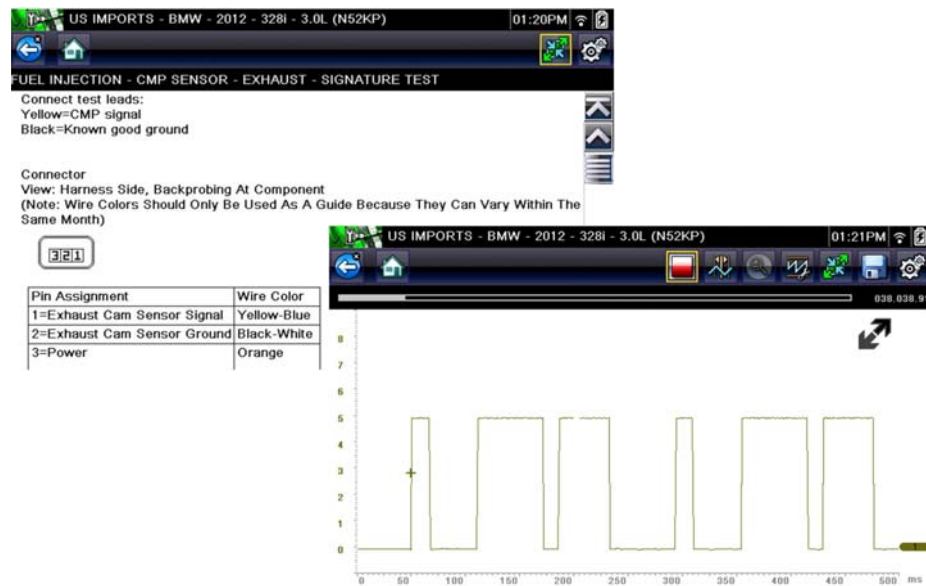 US IMPORTS - BMW - 2012 - 328i - 3.0L (N52KP) 01:20PM
FUEL INJECTION - CMP SENSOR - EXHAUST - SIGNATURE TEST
Connect test leads:
Yellow=CMP signal
Black=Known good ground
Connector
View: Harness Side, Backprobing At Component
(Note: Wire Colors Should Only Be Used As A Guide Because They Can Vary Within The
Same Month)
3 2 1
Pin Assignment Wire Color
1=Exhaust Cam Sensor Signal Yellow-Blue
2=Exhaust Cam Sensor Ground Black-White
3=Power Orange
US IMPORTS - BMW - 2012 - 328i - 3.0L (N52KP) 01:21PM
8
7
6
5
4
3
2
1
0
0 50 100 150 200 250 300 350 400 450 500 ms